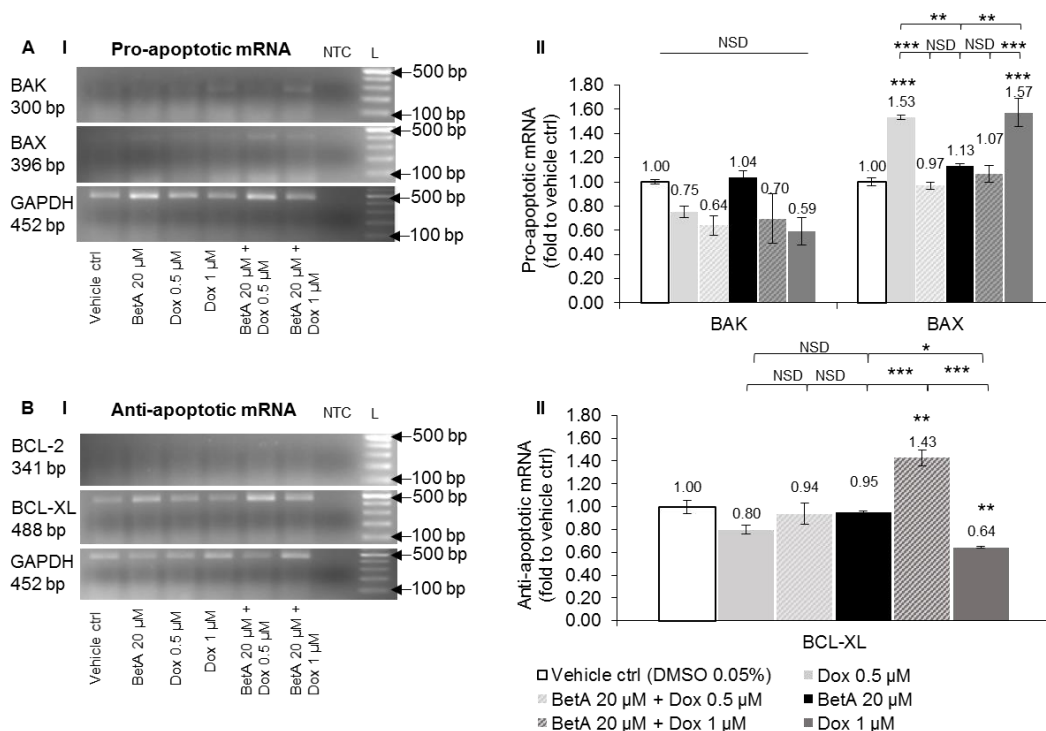 A I Pro-apoptotic mRNA NTC L
BAK
300 bp
500 bp
100 bp
BAX
396 bp
500 bp
100 bp
GAPDH
452 bp
500 bp
100 bp
Vehicle ctrl
BetA 20 µM
Dox 0.5 µM
Dox 1 µM
BetA 20 µM +
Dox 0.5 µM
BetA 20 µM +
Dox 1 µM
II
Pro-apoptotic mRNA
(fold to vehicle ctrl)
1.80
1.60
1.40
1.20
1.00
0.80
0.60
0.40
0.20
0.00
NSD
** **
*** NSD NSD ***
*** ***
1.00 0.75 0.64 1.04 0.70 0.59
1.00 1.53 0.97 1.13 1.07 1.57
BAK BAX
B I Anti-apoptotic mRNA NTC L
BCL-2
341 bp
500 bp
100 bp
BCL-XL
488 bp
500 bp
100 bp
GAPDH
452 bp
500 bp
100 bp
Vehicle ctrl
BetA 20 µM
Dox 0.5 µM
Dox 1 µM
BetA 20 µM +
Dox 0.5 µM
BetA 20 µM +
Dox 1 µM
II
Anti-apoptotic mRNA
(fold to vehicle ctrl)
1.80
1.60
1.40
1.20
1.00
0.80
0.60
0.40
0.20
0.00
NSD *
NSD NSD *** ***
** **
1.00 0.80 0.94 0.95 1.43 0.64
BCL-XL
Vehicle ctrl (DMSO 0.05%) Dox 0.5 µM
BetA 20 µM + Dox 0.5 µM BetA 20 µM
BetA 20 µM + Dox 1 µM Dox 1 µM